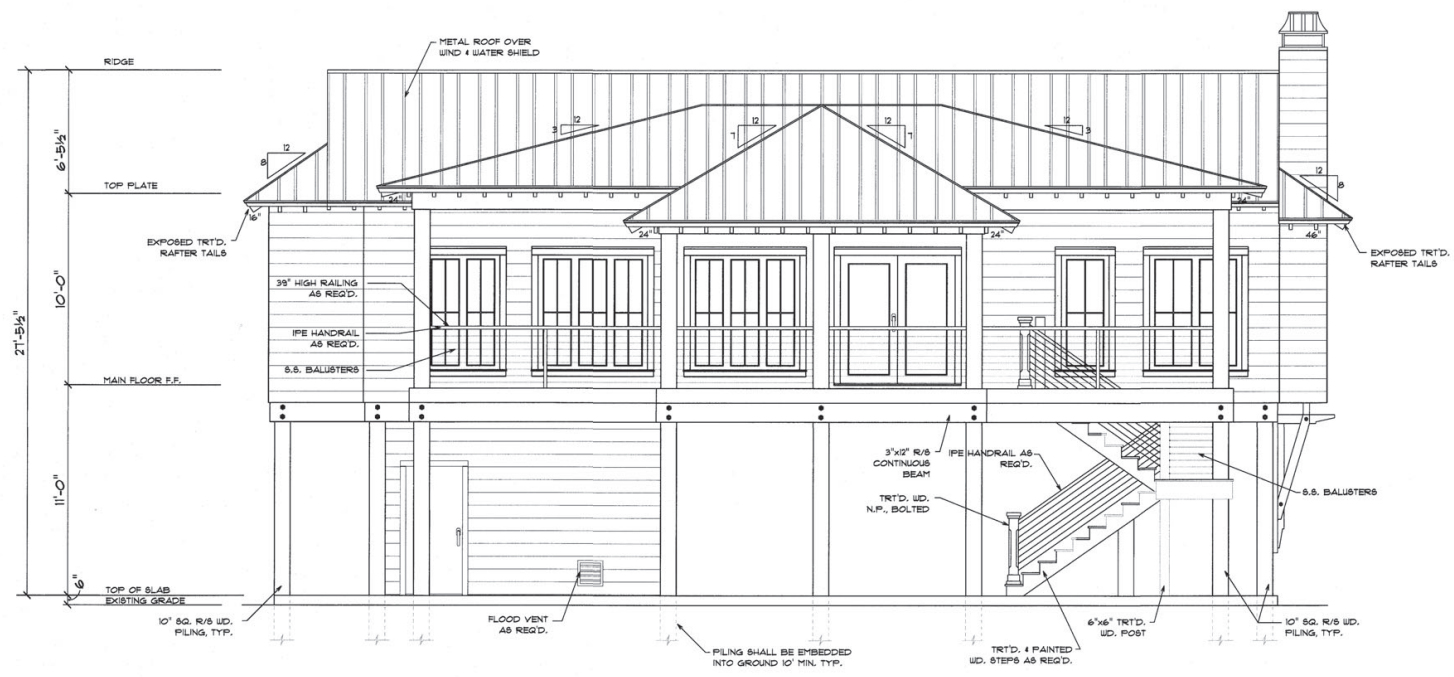 METAL ROOF OVER
WIND & WATER SHIELD
RIDGE
12
3
12
7
12
7
12
3
12
8
6'-5½"
12
8
TOP PLATE
24"
24"
16"
24"
24"
46"
EXPOSED TRT'D.
RAFTER TAILS
EXPOSED TRT'D.
RAFTER TAILS
39" HIGH RAILING
AS REQ'D.
10'-0"
IPE HANDRAIL
AS REQ'D.
27'-5½"
S.S. BALUSTERS
MAIN FLOOR F.F.
3"x12" R/S
CONTINUOUS
BEAM
IPE HANDRAIL AS
REQ'D.
11'-0"
S.S. BALUSTERS
TRT'D. WD.
N.P., BOLTED
6"
TOP OF SLAB
EXISTING GRADE
10" SQ. R/S WD.
PILING, TYP.
FLOOD VENT
AS REQ'D.
6"x6" TRT'D.
WD. POST
10" SQ. R/S WD.
PILING, TYP.
PILING SHALL BE EMBEDDED
INTO GROUND 10' MIN. TYP.
TRT'D. & PAINTED
WD. STEPS AS REQ'D.